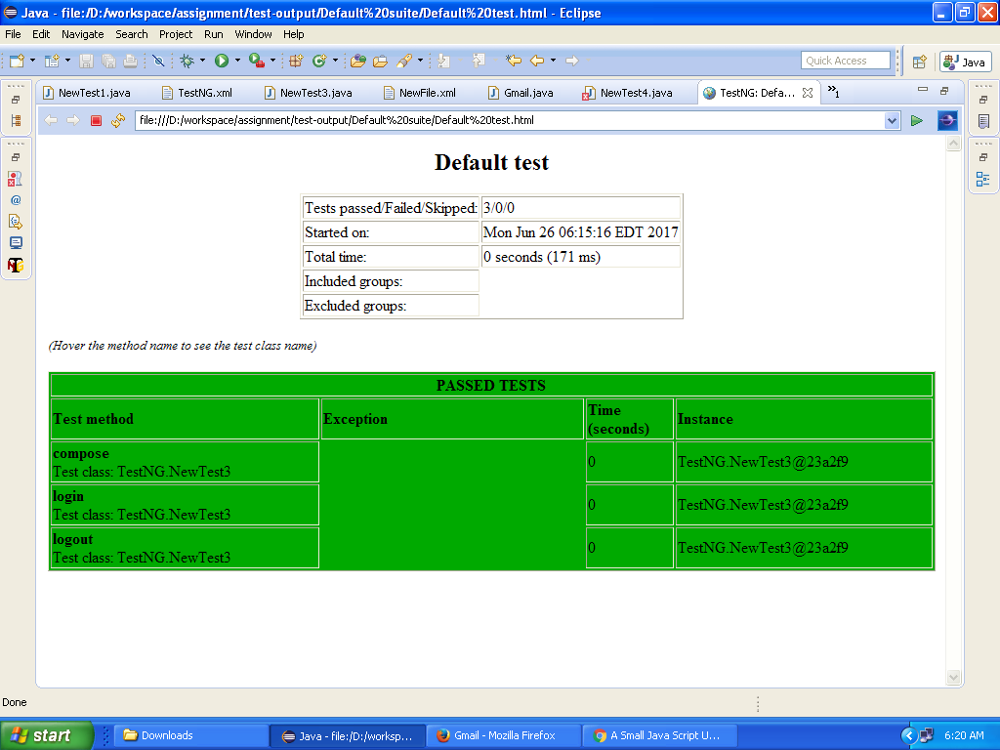 Java - file:/D:/workspace/assignment/test-output/Default%20suite/Default%20test.html - Eclipse
File Edit Navigate Search Project Run Window Help
Quick Access
Java
NewTest1.java TestNG.xml NewTest3.java NewFile.xml Gmail.java NewTest4.java TestNG: Defa... »1
file:///D:/workspace/assignment/test-output/Default%20suite/Default%20test.html
Default test
Tests passed/Failed/Skipped: 3/0/0
Started on: Mon Jun 26 06:15:16 EDT 2017
Total time: 0 seconds (171 ms)
Included groups:
Excluded groups:
(Hover the method name to see the test class name)
PASSED TESTS
Test method Exception Time (seconds) Instance
compose
Test class: TestNG.NewTest3 0 TestNG.NewTest3@23a2f9
login
Test class: TestNG.NewTest3 0 TestNG.NewTest3@23a2f9
logout
Test class: TestNG.NewTest3 0 TestNG.NewTest3@23a2f9
Done
start Downloads Java - file:/D:/worksp... Gmail - Mozilla Firefox A Small Java Script U... 6:20 AM